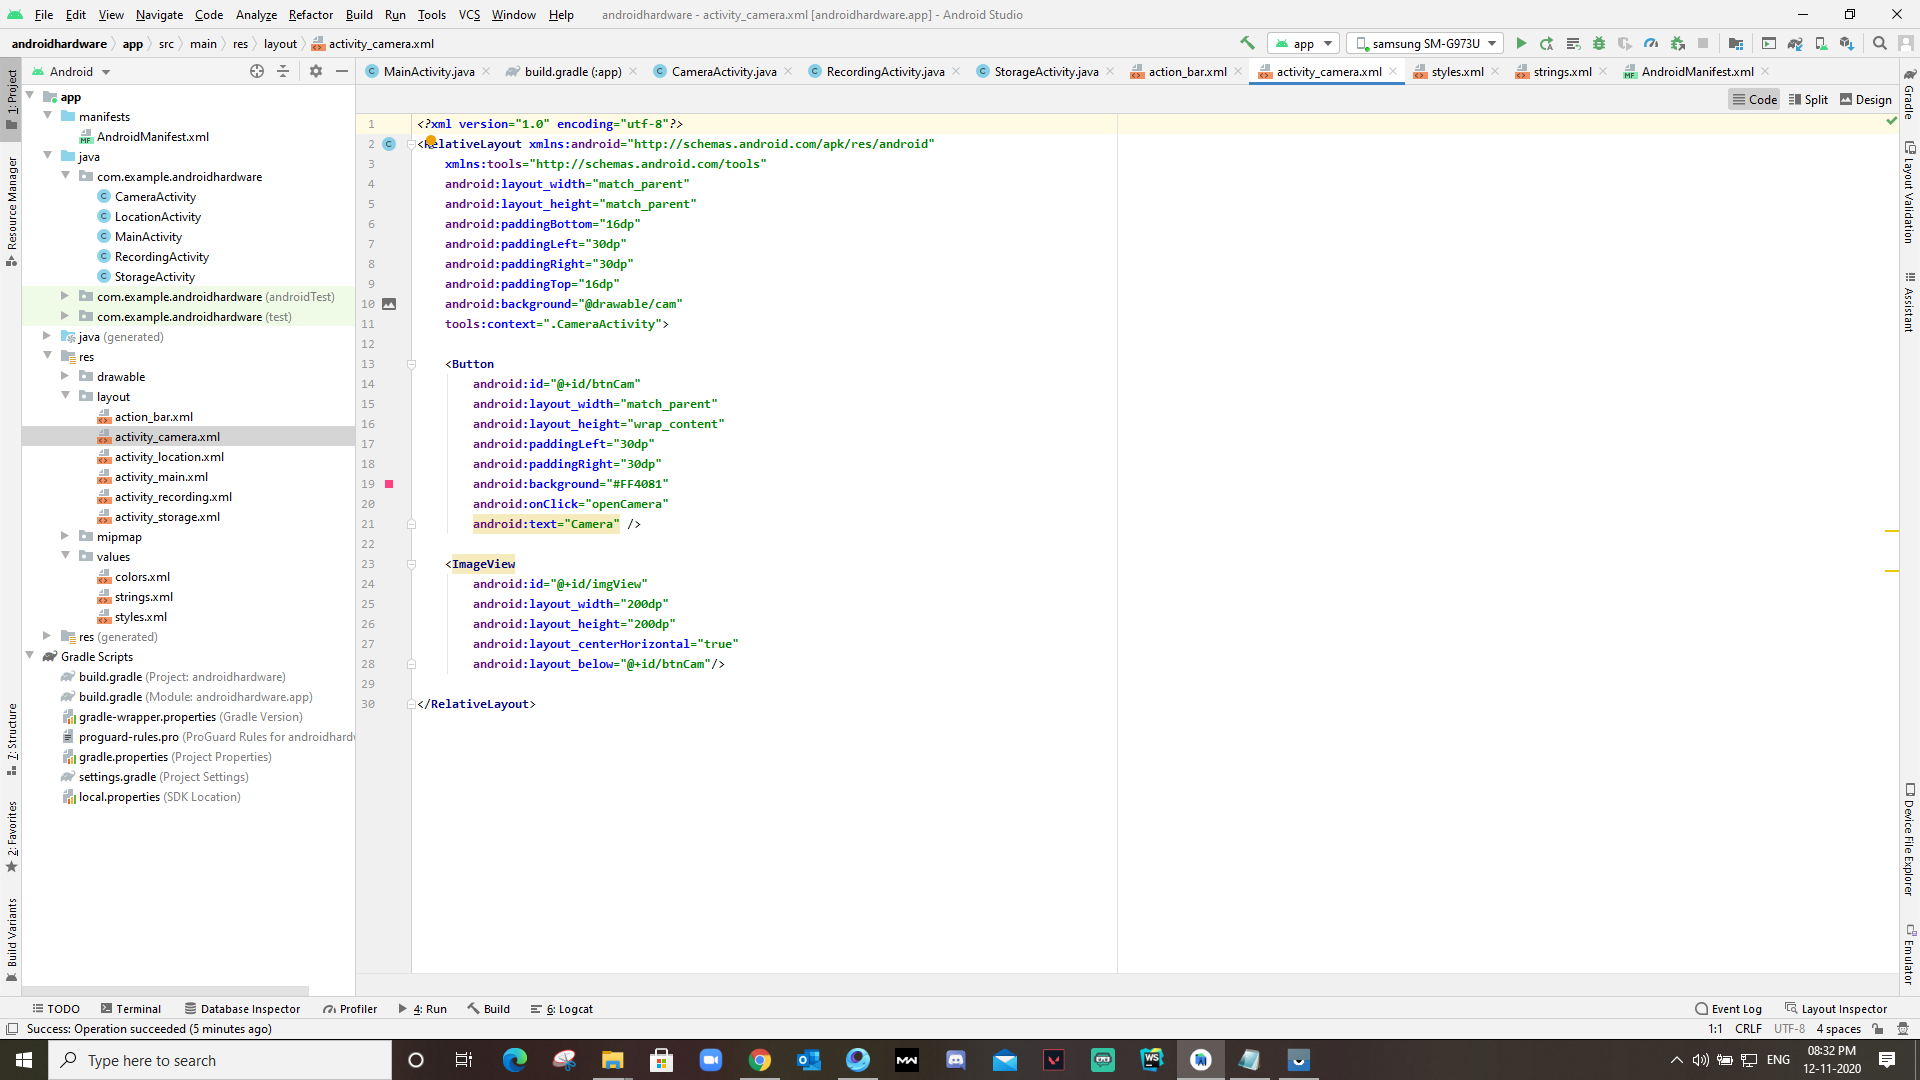 File Edit View Navigate Code Analyze Refactor Build Run Tools VCS Window Help androidhardware - activity_camera.xml [androidhardware.app] - Android Studio
androidhardware app src main res layout activity_camera.xml app samsung SM-G973U
Android MainActivity.java build.gradle (:app) CameraActivity.java RecordingActivity.java StorageActivity.java action_bar.xml activity_camera.xml styles.xml strings.xml AndroidManifest.xml
Code Split Design
1: Project
Resource Manager
7: Structure
2: Favorites
Build Variants
app
manifests
AndroidManifest.xml
java
com.example.androidhardware
CameraActivity
LocationActivity
MainActivity
RecordingActivity
StorageActivity
com.example.androidhardware (androidTest)
com.example.androidhardware (test)
java (generated)
res
drawable
layout
action_bar.xml
activity_camera.xml
activity_location.xml
activity_main.xml
activity_recording.xml
activity_storage.xml
mipmap
values
colors.xml
strings.xml
styles.xml
res (generated)
Gradle Scripts
build.gradle (Project: androidhardware)
build.gradle (Module: androidhardware.app)
gradle-wrapper.properties (Gradle Version)
proguard-rules.pro (ProGuard Rules for androidhardw
gradle.properties (Project Properties)
settings.gradle (Project Settings)
local.properties (SDK Location)
1 <?xml version="1.0" encoding="utf-8"?>
2 <RelativeLayout xmlns:android="http://schemas.android.com/apk/res/android"
3 xmlns:tools="http://schemas.android.com/tools"
4 android:layout_width="match_parent"
5 android:layout_height="match_parent"
6 android:paddingBottom="16dp"
7 android:paddingLeft="30dp"
8 android:paddingRight="30dp"
9 android:paddingTop="16dp"
10 android:background="@drawable/cam"
11 tools:context=".CameraActivity">
12
13 <Button
14 android:id="@+id/btnCam"
15 android:layout_width="match_parent"
16 android:layout_height="wrap_content"
17 android:paddingLeft="30dp"
18 android:paddingRight="30dp"
19 android:background="#FF4081"
20 android:onClick="openCamera"
21 android:text="Camera" />
22
23 <ImageView
24 android:id="@+id/imgView"
25 android:layout_width="200dp"
26 android:layout_height="200dp"
27 android:layout_centerHorizontal="true"
28 android:layout_below="@+id/btnCam"/>
29
30 </RelativeLayout>
Gradle
Layout Validation
Assistant
Device File Explorer
Emulator
TODO Terminal Database Inspector Profiler 4: Run Build 6: Logcat Event Log Layout Inspector
Success: Operation succeeded (5 minutes ago) 1:1 CRLF UTF-8 4 spaces
Type here to search ENG 08:32 PM
12-11-2020